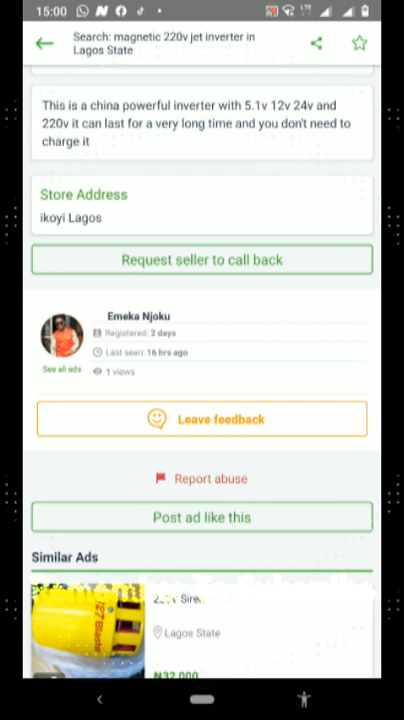 15:00
LTE
Search: magnetic 220v jet inverter in
Lagos State
This is a china powerful inverter with 5.1v 12v 24v and
220v it can last for a very long time and you don't need to
charge it
Store Address
ikoyi Lagos
Request seller to call back
Emeka Njoku
Registered: 2 days
Last seen: 16 hrs ago
See all ads
1 views
Leave feedback
Report abuse
Post ad like this
Similar Ads
Lagos State
₦32,000